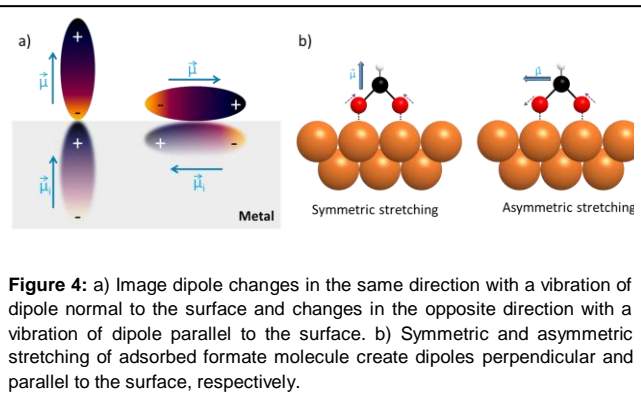 a)
+
μ⃗
-
+
μ⃗ᵢ
-
μ⃗
-
+
+
-
μ⃗ᵢ
Metal
b)
μ⃗
Symmetric stretching
μ⃗
Asymmetric stretching
Figure 4: a) Image dipole changes in the same direction with a vibration of
dipole normal to the surface and changes in the opposite direction with a
vibration of dipole parallel to the surface. b) Symmetric and asymmetric
stretching of adsorbed formate molecule create dipoles perpendicular and
parallel to the surface, respectively.